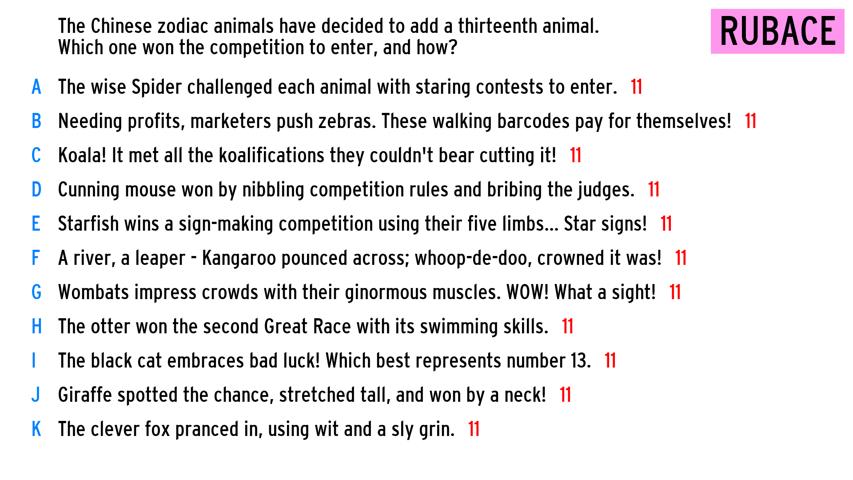 The Chinese zodiac animals have decided to add a thirteenth animal.
Which one won the competition to enter, and how?
RUBACE
A The wise Spider challenged each animal with staring contests to enter. 11
B Needing profits, marketers push zebras. These walking barcodes pay for themselves! 11
C Koala! It met all the koalifications they couldn't bear cutting it! 11
D Cunning mouse won by nibbling competition rules and bribing the judges. 11
E Starfish wins a sign-making competition using their five limbs... Star signs! 11
F A river, a leaper - Kangaroo pounced across; whoop-de-doo, crowned it was! 11
G Wombats impress crowds with their ginormous muscles. WOW! What a sight! 11
H The otter won the second Great Race with its swimming skills. 11
I The black cat embraces bad luck! Which best represents number 13. 11
J Giraffe spotted the chance, stretched tall, and won by a neck! 11
K The clever fox pranced in, using wit and a sly grin. 11